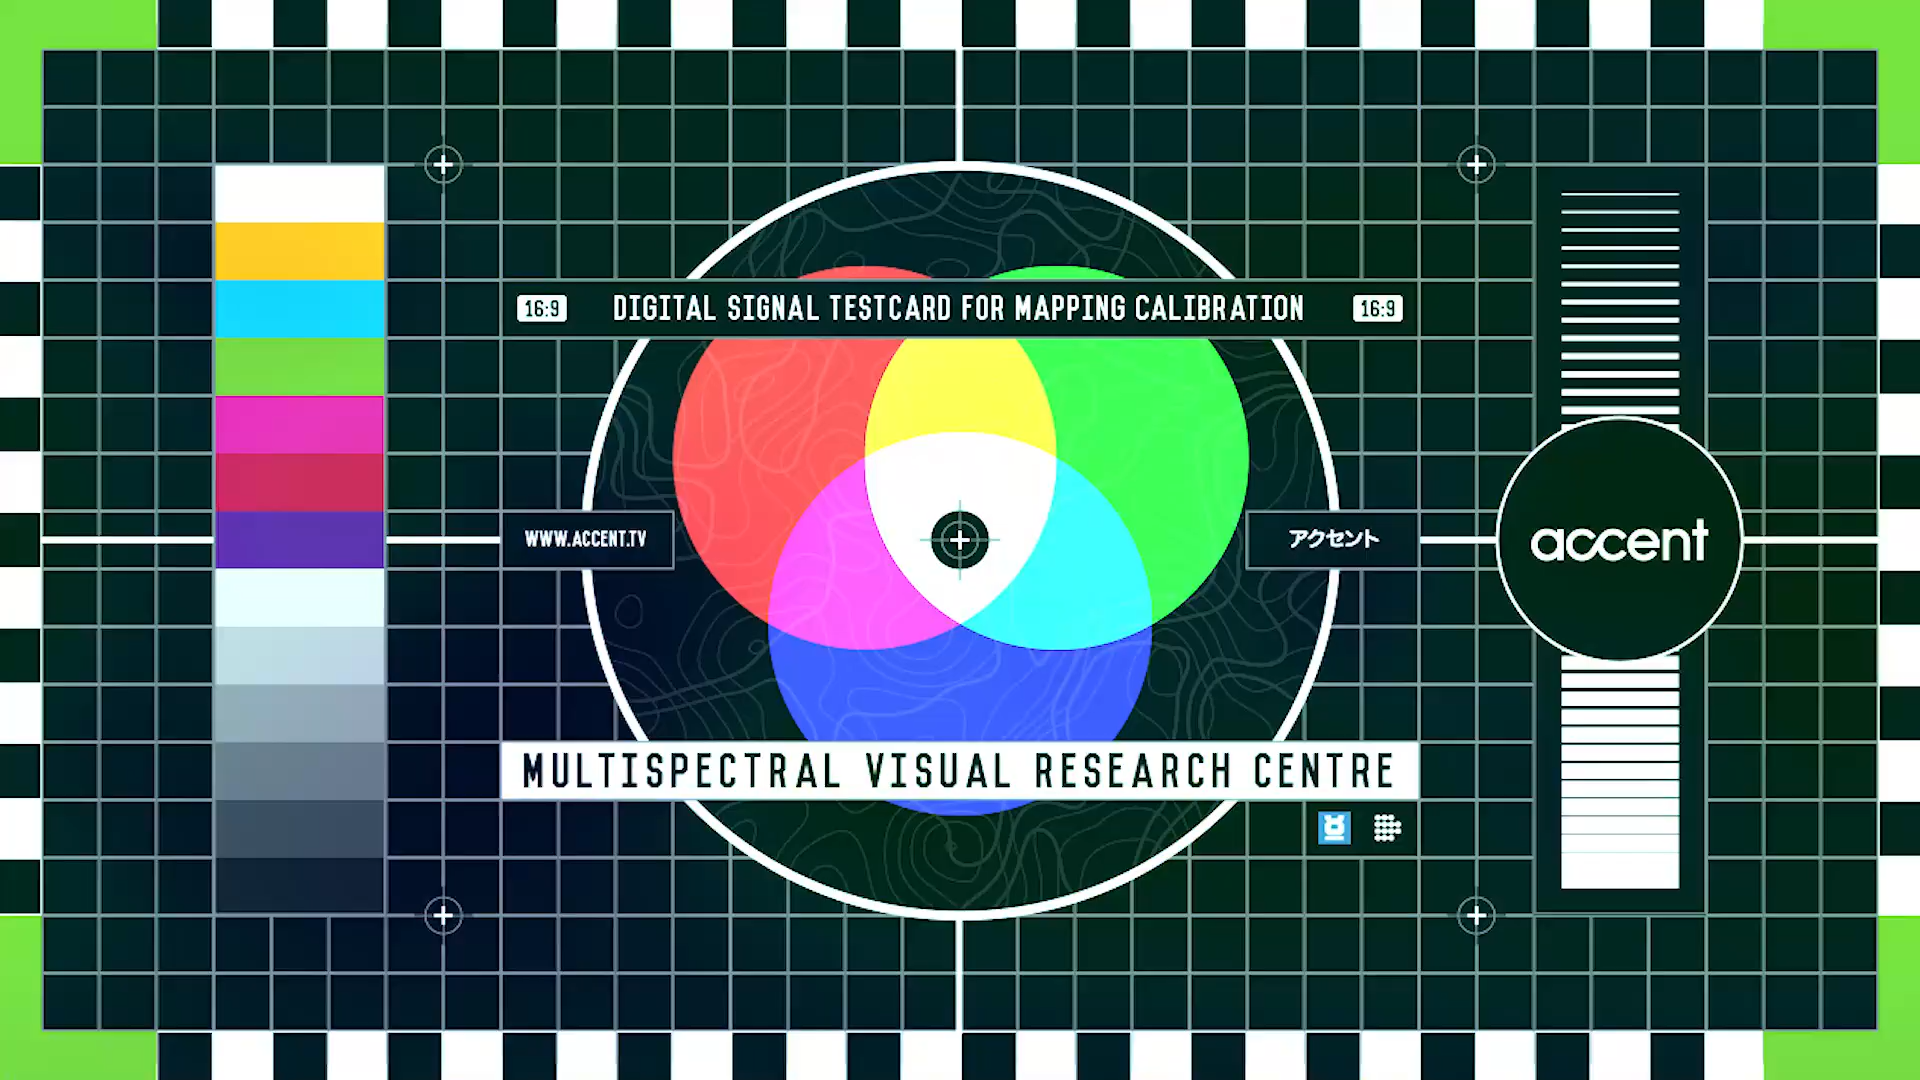 16:9 DIGITAL SIGNAL TESTCARD FOR MAPPING CALIBRATION 16:9
WWW.ACCENT.TV
アクセント
accent
MULTISPECTRAL VISUAL RESEARCH CENTRE